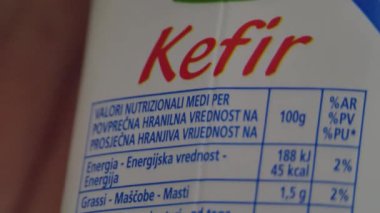 Kefir
VALORI NUTRIZIONALI MEDI PER
POVPREČNA HRANILNA VREDNOST NA
PROSJEČNA HRANJIVA VRIJEDNOST NA
100g
%AR
%PV
%PU*
Energia - Energijska vrednost -
Energija
188 kJ
45 kcal
2%
Grassi - Maščobe - Masti
1,5 g
2%